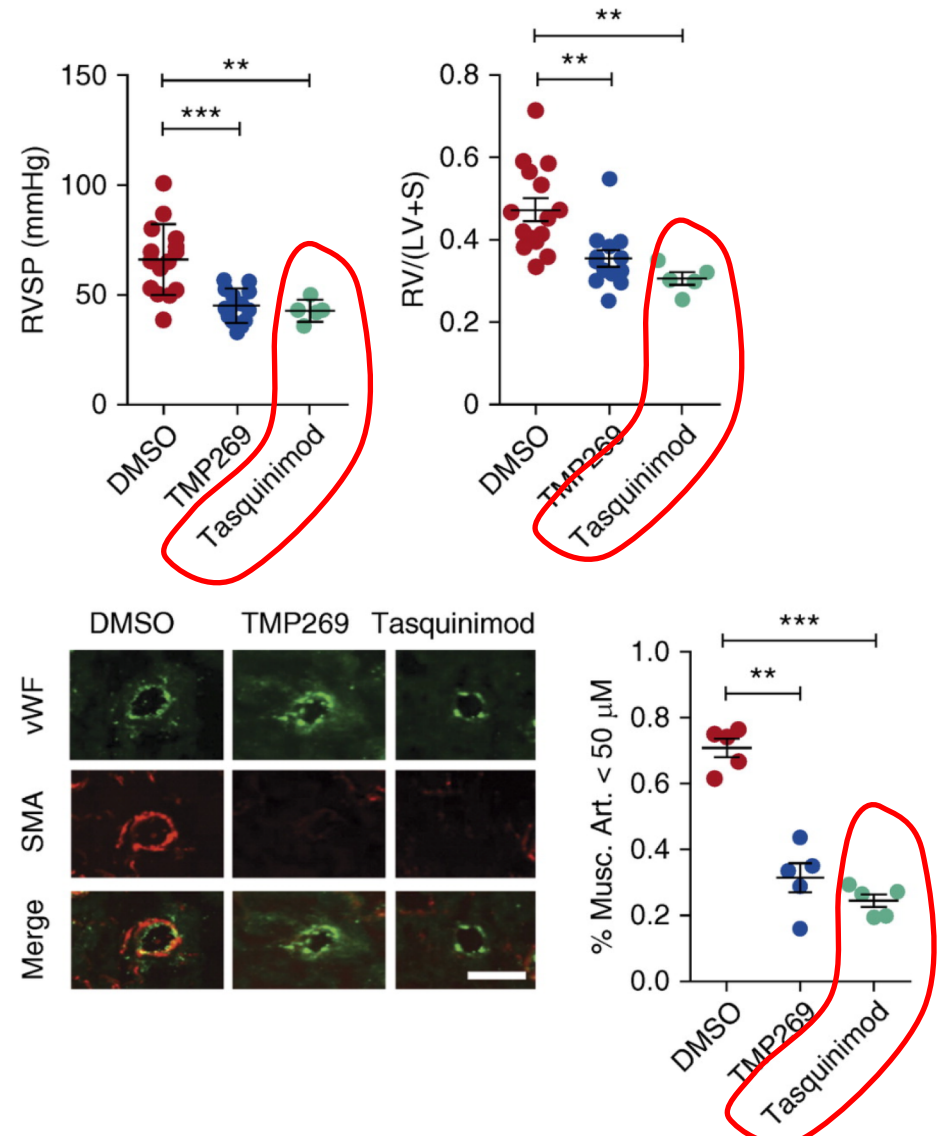 **
***
150
100
50
0
RVSP (mmHg)
DMSO
TMP269
Tasquinimod
**
**
0.8
0.6
0.4
0.2
0
RV/(LV+S)
DMSO
TMP269
Tasquinimod
DMSO TMP269 Tasquinimod
vWF
SMA
Merge
***
**
1.0
0.8
0.6
0.4
0.2
0.0
% Musc. Art. < 50 μM
DMSO
TMP269
Tasquinimod